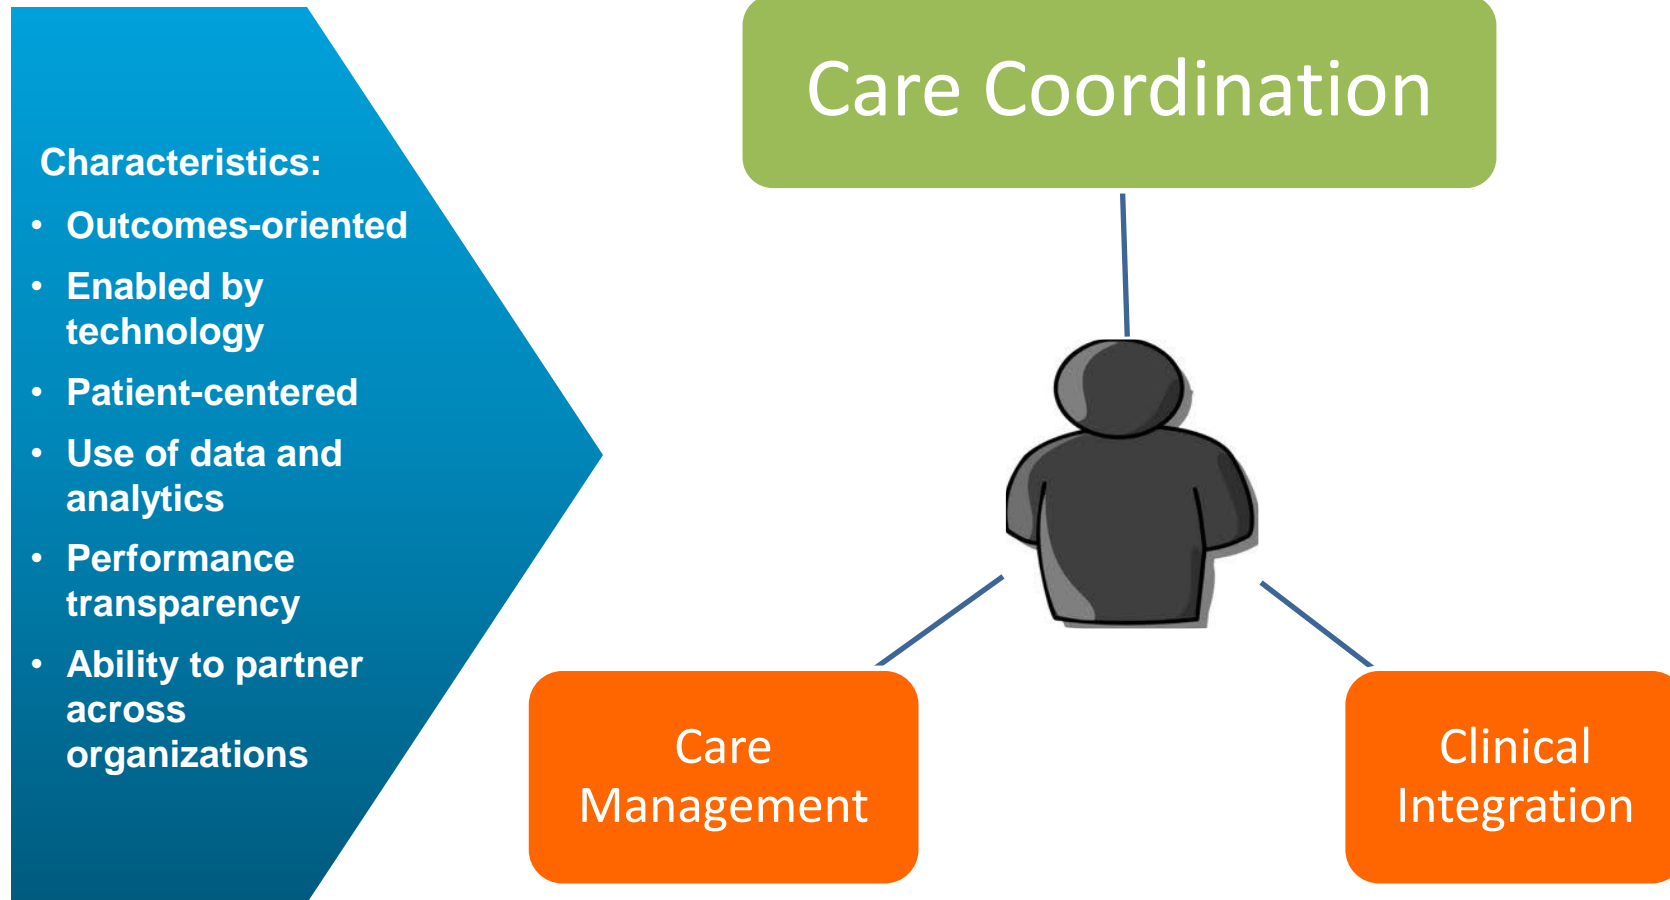 Characteristics:
• Outcomes-oriented
• Enabled by
technology
• Patient-centered
• Use of data and
analytics
• Performance
transparency
• Ability to partner
across
organizations
Care Coordination
Care
Management
Clinical
Integration